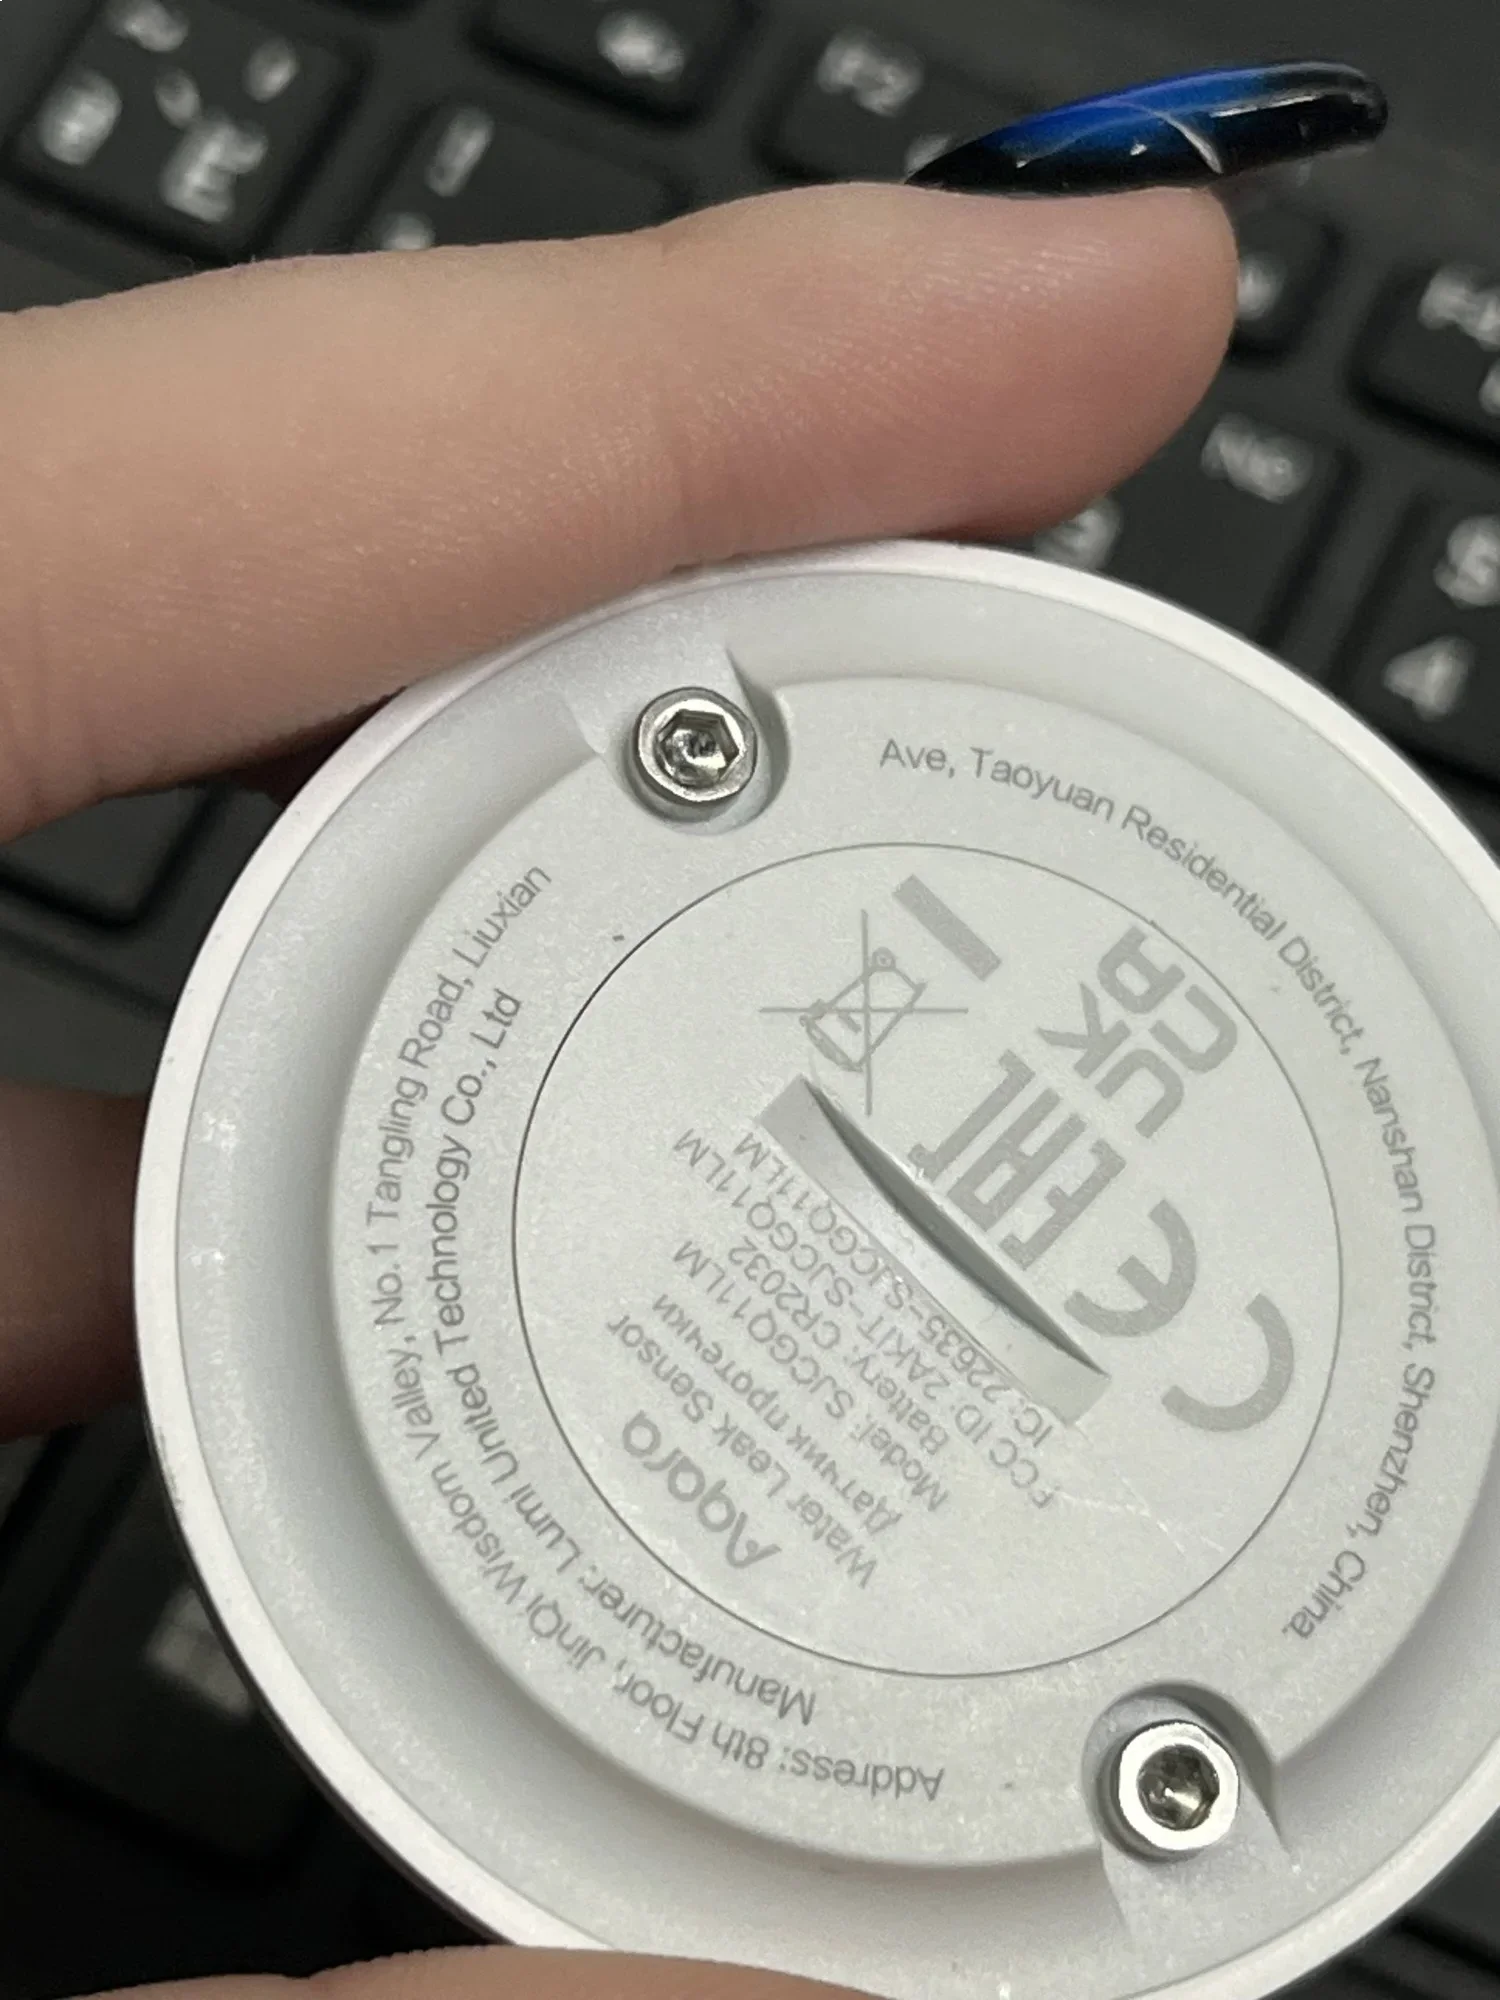 Aqara
Water Leak Sensor
Датчик протечки
Model: SJCGQ11LM
Battery: CR2032
FCC ID: 2AKIT-SJCGQ11LM
IC: 22635-SJCGQ11LM
CE
EAC
UK
CA
Manufacturer: Lumi United Technology Co., Ltd
Address: 8th Floor, JinQi Wisdom Valley, No.1 Tangling Road, Liuxian
Ave, Taoyuan Residential District, Nanshan District, Shenzhen, China.
F2
4